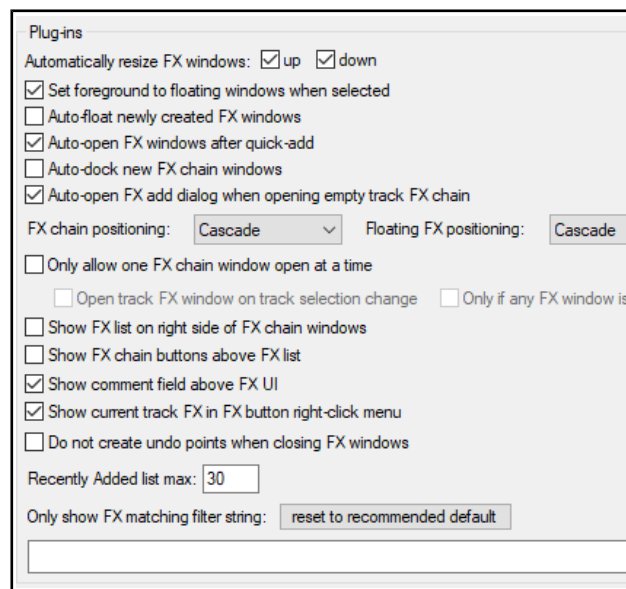 Plug-ins
Automatically resize FX windows: up down
Set foreground to floating windows when selected
Auto-float newly created FX windows
Auto-open FX windows after quick-add
Auto-dock new FX chain windows
Auto-open FX add dialog when opening empty track FX chain
FX chain positioning: Cascade Floating FX positioning: Cascade
Only allow one FX chain window open at a time
Open track FX window on track selection change Only if any FX window is
Show FX list on right side of FX chain windows
Show FX chain buttons above FX list
Show comment field above FX UI
Show current track FX in FX button right-click menu
Do not create undo points when closing FX windows
Recently Added list max: 30
Only show FX matching filter string: reset to recommended default